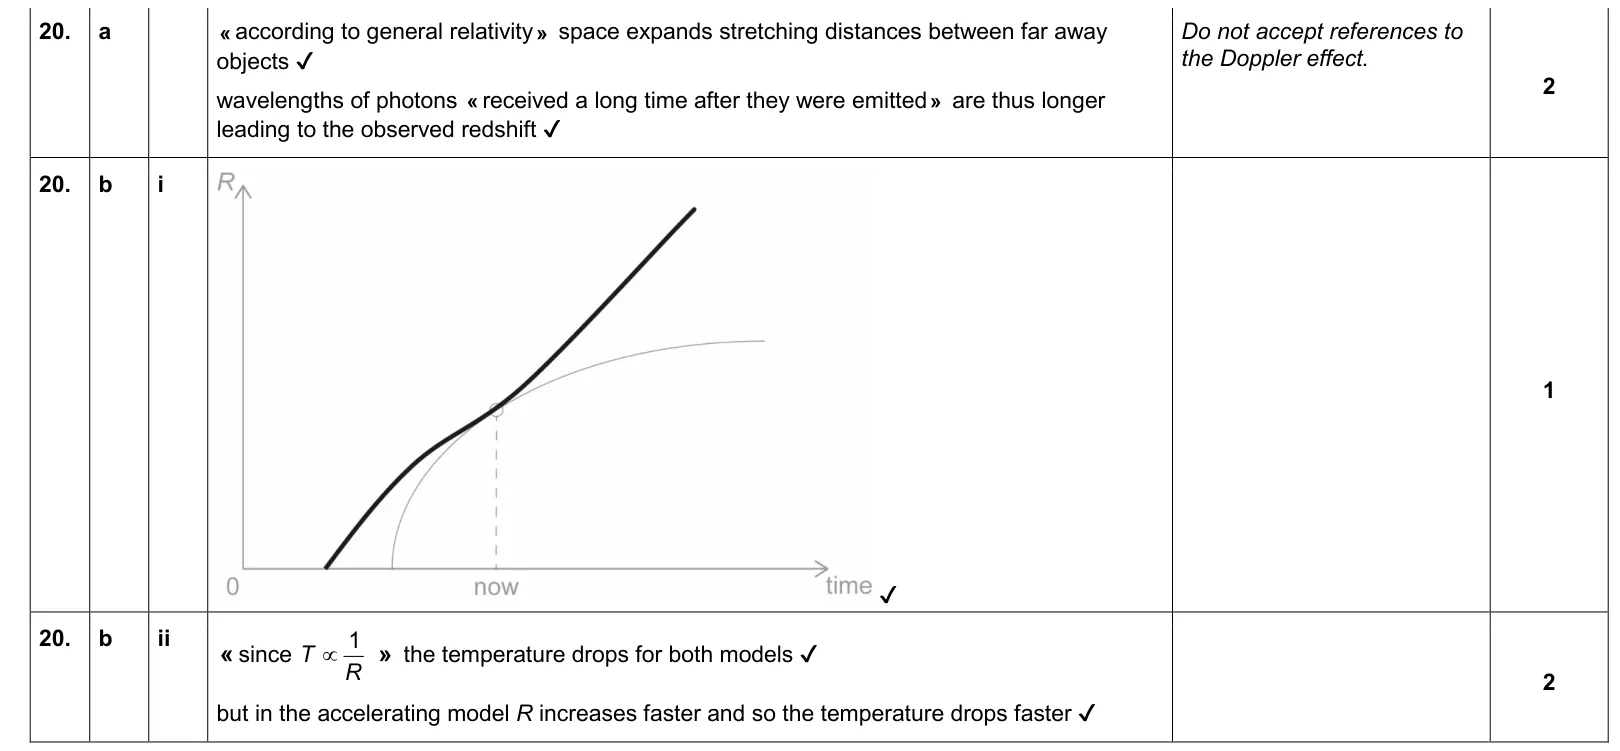 20. a « according to general relativity » space expands stretching distances between far away Do not accept references to
objects ✓ the Doppler effect.
2
wavelengths of photons « received a long time after they were emitted » are thus longer
leading to the observed redshift ✓
20. b i R
1
0 now time ✓
20. b ii « since T ∝ 1/R » the temperature drops for both models ✓
2
but in the accelerating model R increases faster and so the temperature drops faster ✓